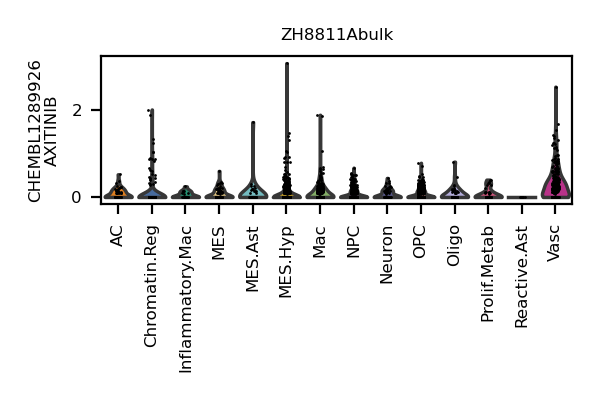 ZH8811Abulk
CHEMBL1289926
AXITINIB
2
0
AC
Chromatin.Reg
Inflammatory.Mac
MES
MES.Ast
MES.Hyp
Mac
NPC
Neuron
OPC
Oligo
Prolif.Metab
Reactive.Ast
Vasc